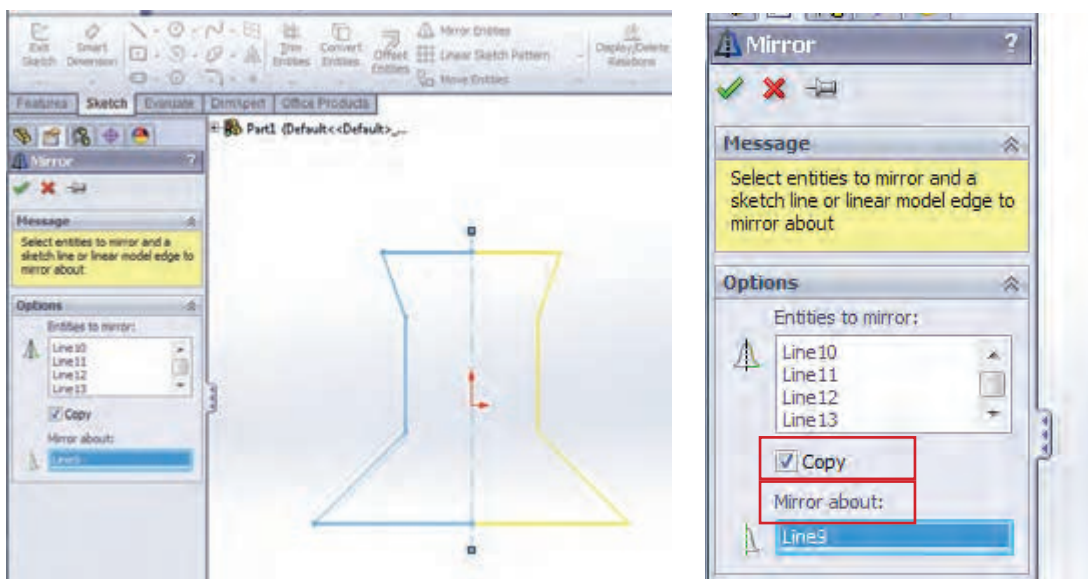 Exit
Sketch
Smart
Dimension
Trim
Entities
Convert
Entities
Offset
Entities
Mirror Entities
Linear Sketch Pattern
Move Entities
Display/Delete
Relations
Features Sketch Evaluate DimXpert Office Products
Part1 (Default<<Default>_...
Mirror ?
Message
Select entities to mirror and a
sketch line or linear model edge to
mirror about
Options
Entities to mirror:
Line10
Line11
Line12
Line13
Copy
Mirror about:
Line9
Mirror ?
Message
Select entities to mirror and a
sketch line or linear model edge to
mirror about
Options
Entities to mirror:
Line10
Line11
Line12
Line13
Copy
Mirror about:
Line9